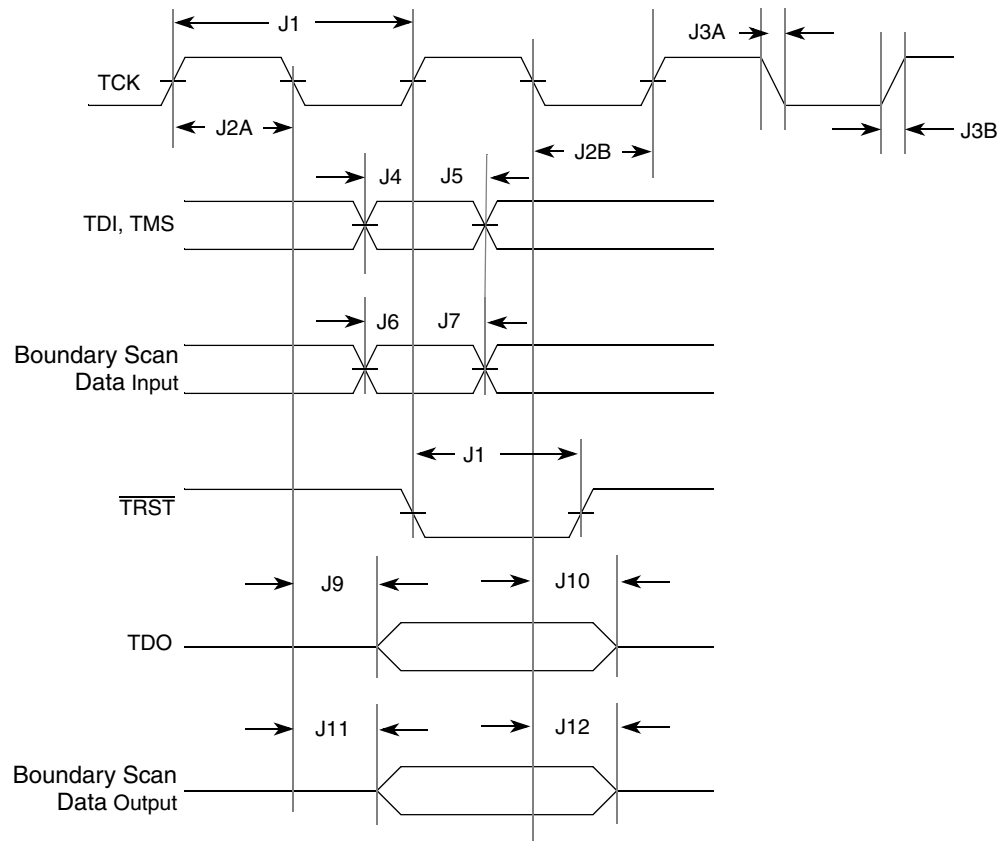 J1
J3A
TCK
J2A
J2B
J3B
J4
J5
TDI, TMS
J6
J7
Boundary Scan
Data Input
J1
TRST
J9
J10
TDO
J11
J12
Boundary Scan
Data Output